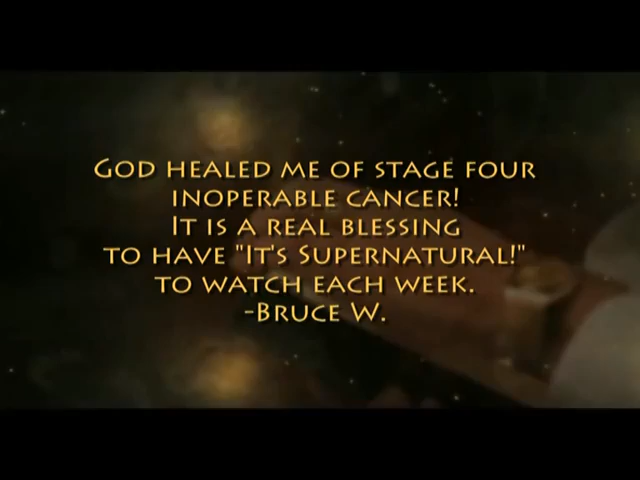 God healed me of stage four
inoperable cancer!
It is a real blessing
to have "It's Supernatural!"
to watch each week.
-Bruce W.